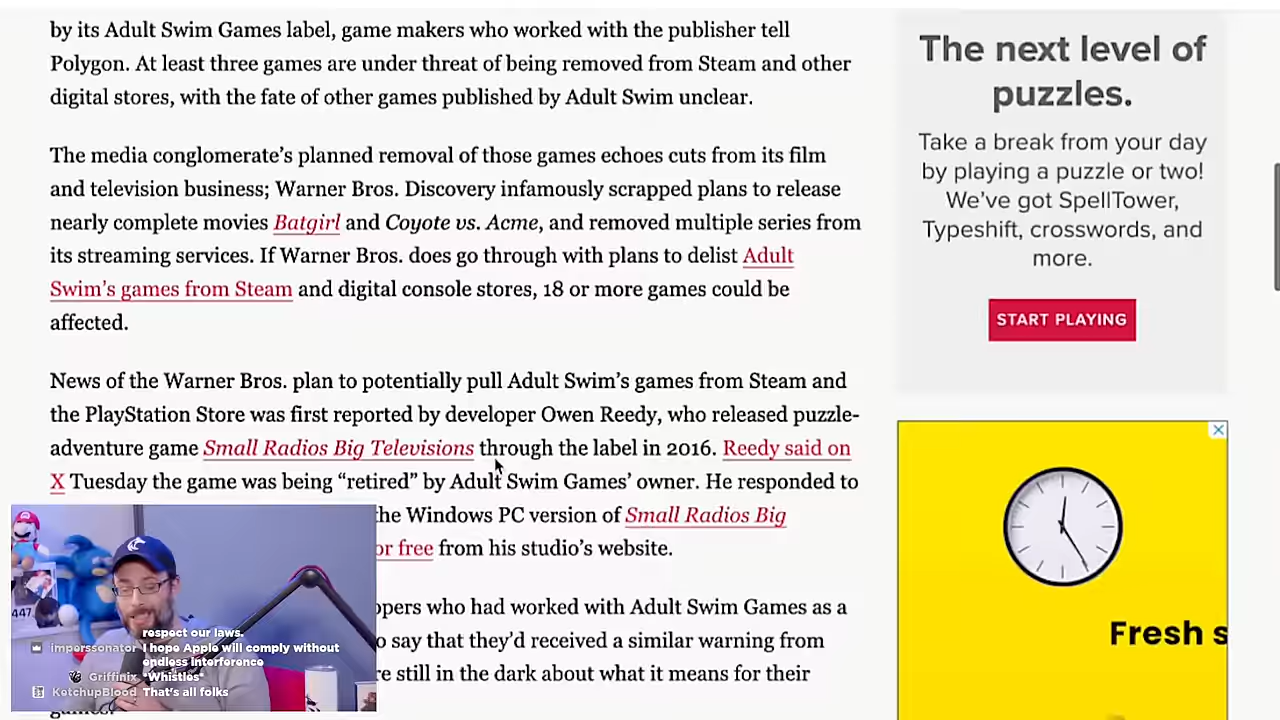 by its Adult Swim Games label, game makers who worked with the publisher tell
Polygon. At least three games are under threat of being removed from Steam and other
digital stores, with the fate of other games published by Adult Swim unclear.
The media conglomerate's planned removal of those games echoes cuts from its film
and television business; Warner Bros. Discovery infamously scrapped plans to release
nearly complete movies Batgirl and Coyote vs. Acme, and removed multiple series from
its streaming services. If Warner Bros. does go through with plans to delist Adult
Swim's games from Steam and digital console stores, 18 or more games could be
affected.
News of the Warner Bros. plan to potentially pull Adult Swim's games from Steam and
the PlayStation Store was first reported by developer Owen Reedy, who released puzzle-
adventure game Small Radios Big Televisions through the label in 2016. Reedy said on
X Tuesday the game was being “retired” by Adult Swim Games' owner. He responded to
the Windows PC version of Small Radios Big
or free from his studio's website.
opers who had worked with Adult Swim Games as a
o say that they'd received a similar warning from
re still in the dark about what it means for their
games.
447
respect our laws.
impersonator I hope Apple will comply without
endless interference
Griffinix *Whistles*
KetchupBlood That's all folks
The next level of
puzzles.
Take a break from your day
by playing a puzzle or two!
We've got SpellTower,
Typeshift, crosswords, and
more.
START PLAYING
Fresh s